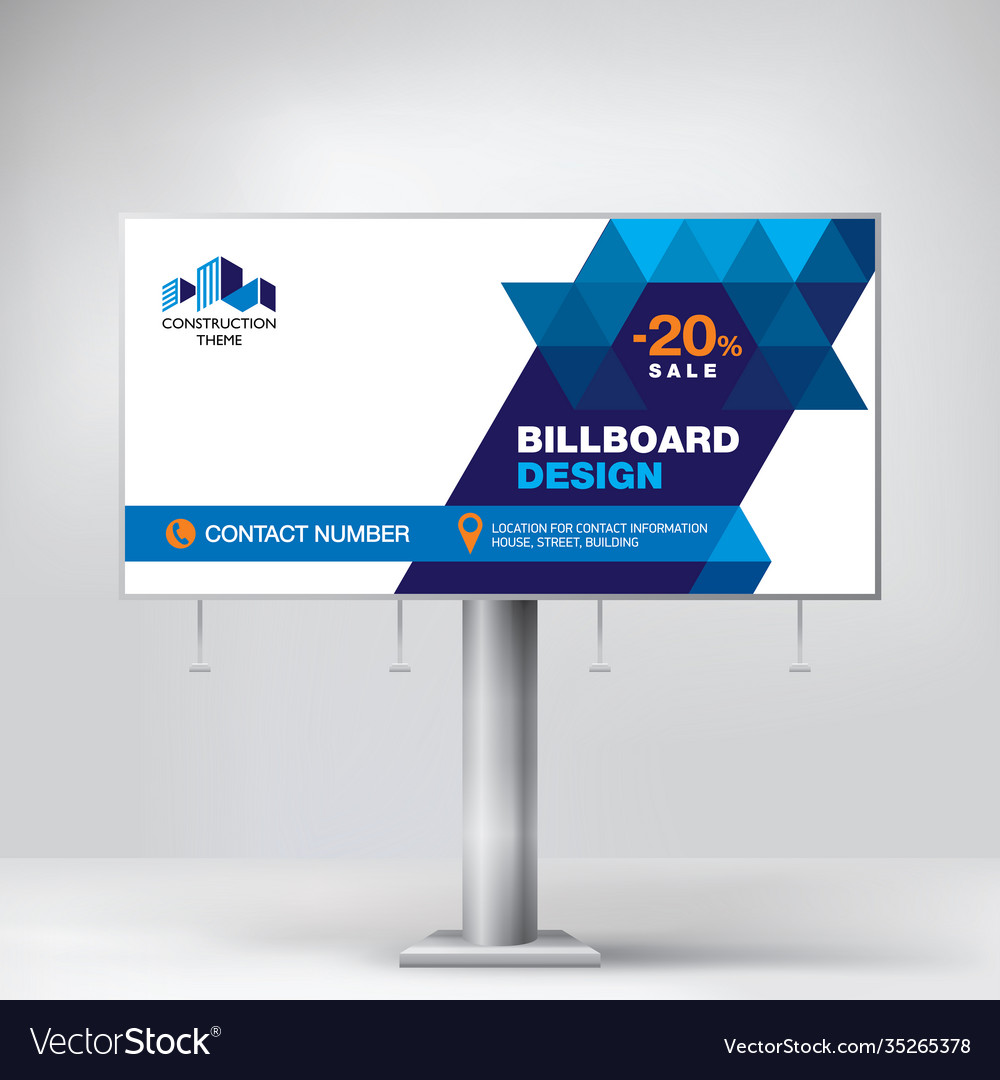 CONSTRUCTION
THEME
-20%
SALE
BILLBOARD
DESIGN
CONTACT NUMBER
LOCATION FOR CONTACT INFORMATION
HOUSE, STREET, BUILDING
VectorStock®
VectorStock.com/35265378